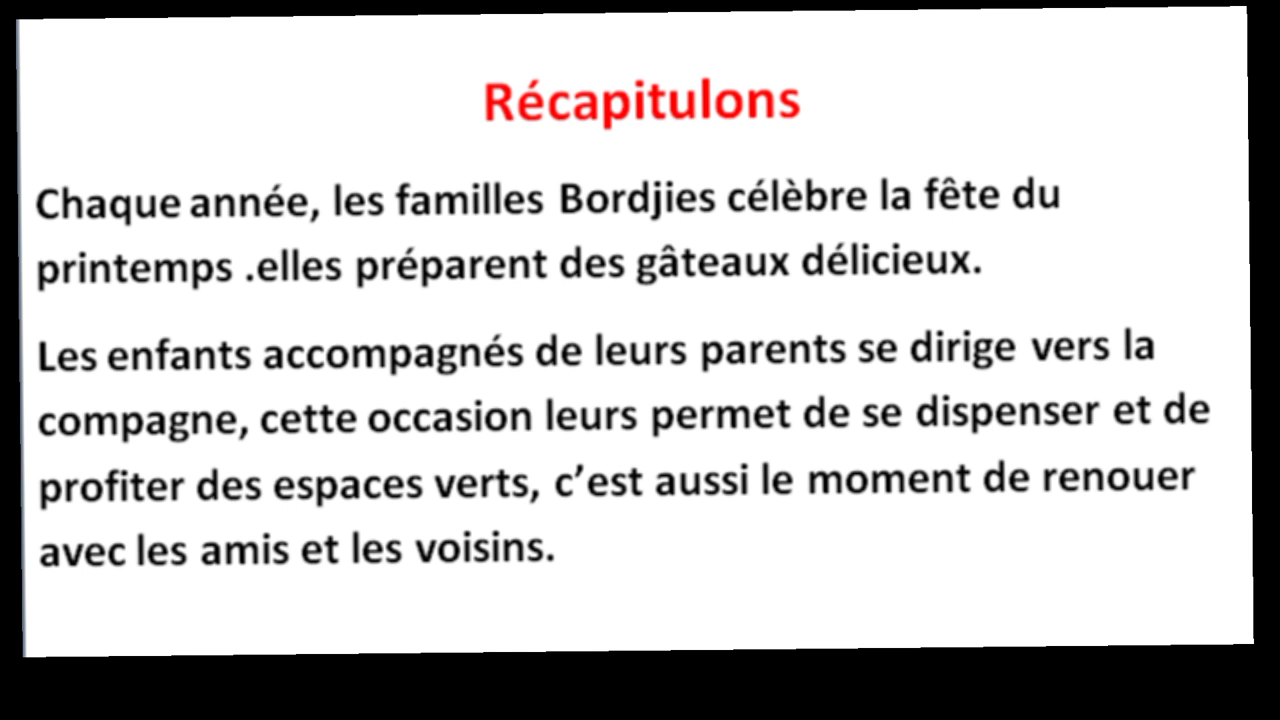 Récapitulons
Chaque année, les familles Bordjies célèbre la fête du
printemps .elles préparent des gâteaux délicieux.
Les enfants accompagnés de leurs parents se dirige vers la
compagne, cette occasion leurs permet de se dispenser et de
profiter des espaces verts, c’est aussi le moment de renouer
avec les amis et les voisins.